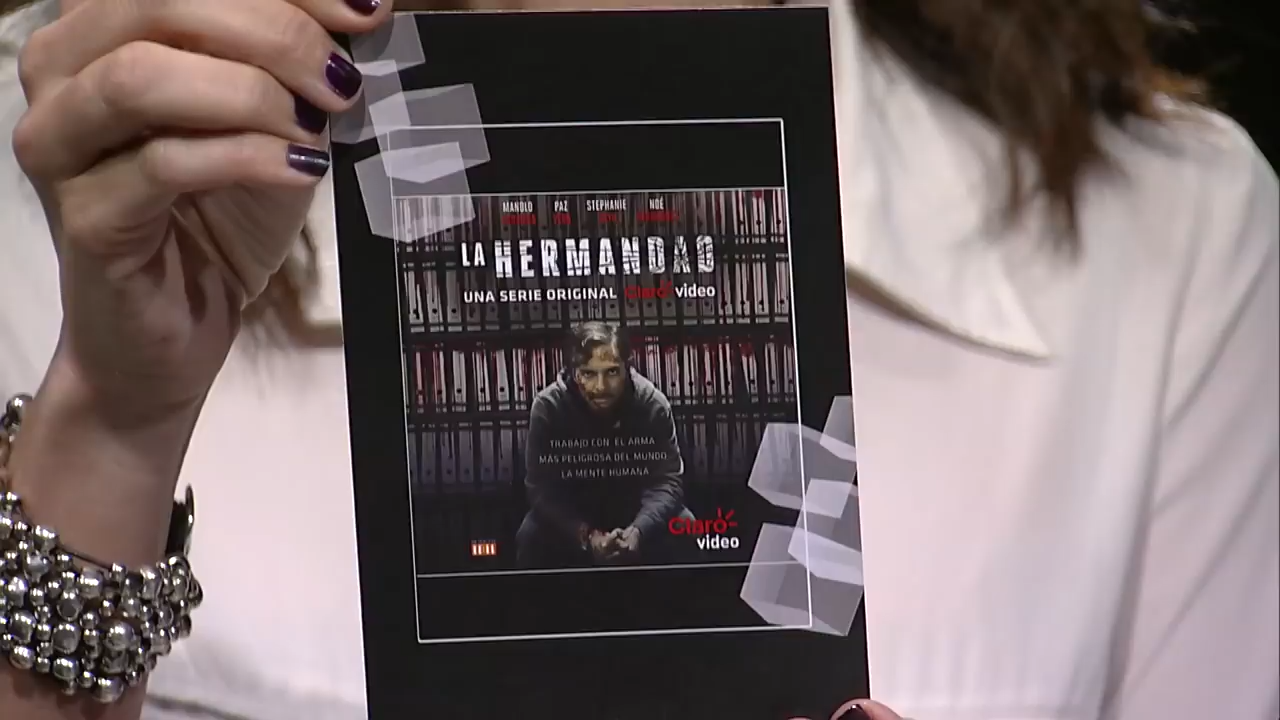 MANOLO PAZ STEPHANIE NOÉ
LA HERMANDAD
UNA SERIE ORIGINAL Claro video
TRABAJO CON EL ARMA
MÁS PELIGROSA DEL MUNDO
LA MENTE HUMANA
Claro
video